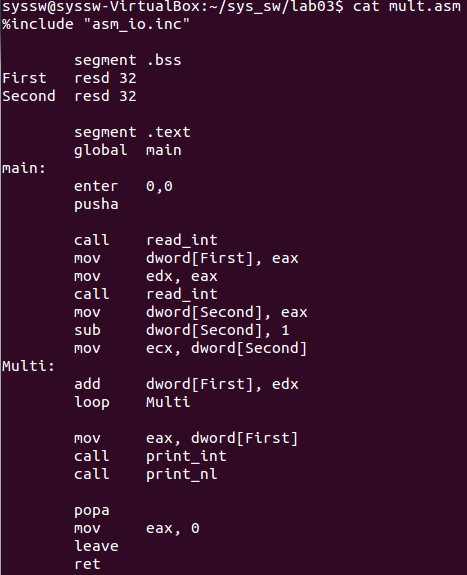 syssw@syssw-VirtualBox:~/sys_sw/lab03$ cat mult.asm
%include "asm_io.inc"
segment .bss
First resd 32
Second resd 32
segment .text
global main
main:
enter 0,0
pusha
call read_int
mov dword[First], eax
mov edx, eax
call read_int
mov dword[Second], eax
sub dword[Second], 1
mov ecx, dword[Second]
Multi:
add dword[First], edx
loop Multi
mov eax, dword[First]
call print_int
call print_nl
popa
mov eax, 0
leave
ret